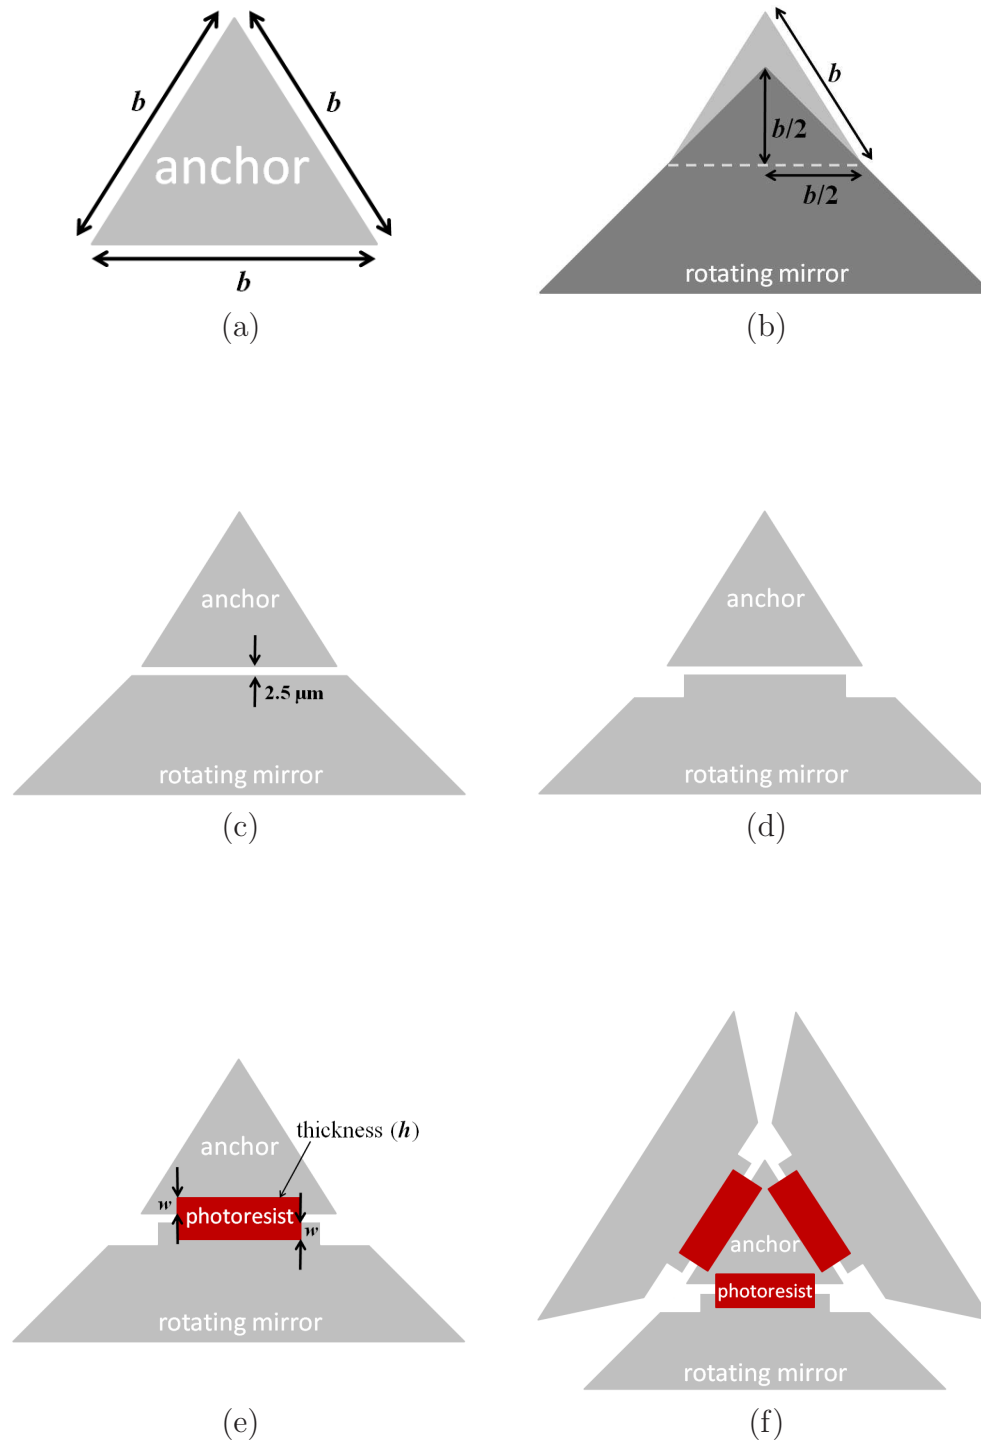 b
b
anchor
b
(a)
b
b/2
b/2
rotating mirror
(b)
anchor
2.5 µm
rotating mirror
(c)
anchor
rotating mirror
(d)
thickness (h)
anchor
w
photoresist
w
rotating mirror
(e)
anchor
photoresist
rotating mirror
(f)